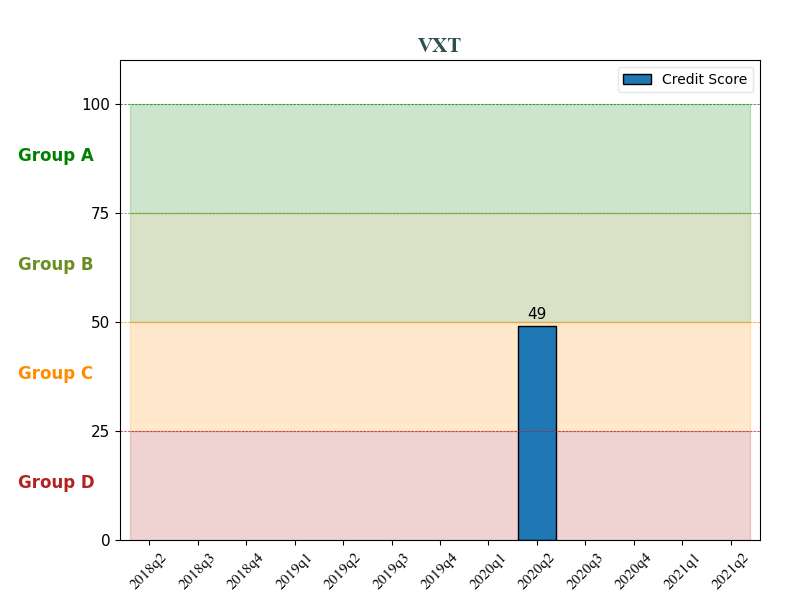 VXT
Credit Score
100
Group A
75
Group B
50
49
Group C
25
Group D
0
2018q2
2018q3
2018q4
2019q1
2019q2
2019q3
2019q4
2020q1
2020q2
2020q3
2020q4
2021q1
2021q2